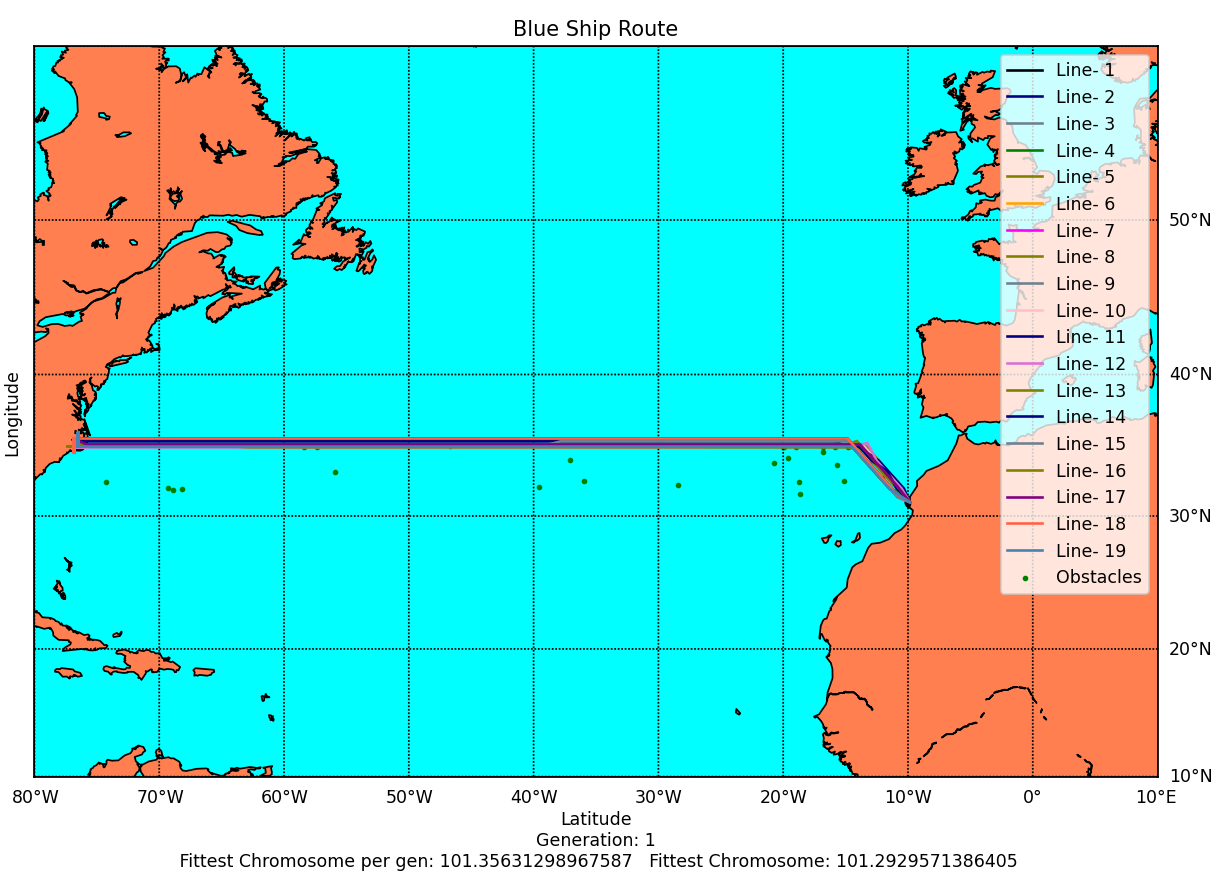 Blue Ship Route
Line- 1
Line- 2
Line- 3
Line- 4
Line- 5
Line- 6
Line- 7
Line- 8
Line- 9
Line- 10
Line- 11
Line- 12
Line- 13
Line- 14
Line- 15
Line- 16
Line- 17
Line- 18
Line- 19
Obstacles
50°N
40°N
30°N
20°N
10°N
Longitude
80°W 70°W 60°W 50°W 40°W 30°W 20°W 10°W 0° 10°E
Latitude
Generation: 1
Fittest Chromosome per gen: 101.35631298967587 Fittest Chromosome: 101.2929571386405